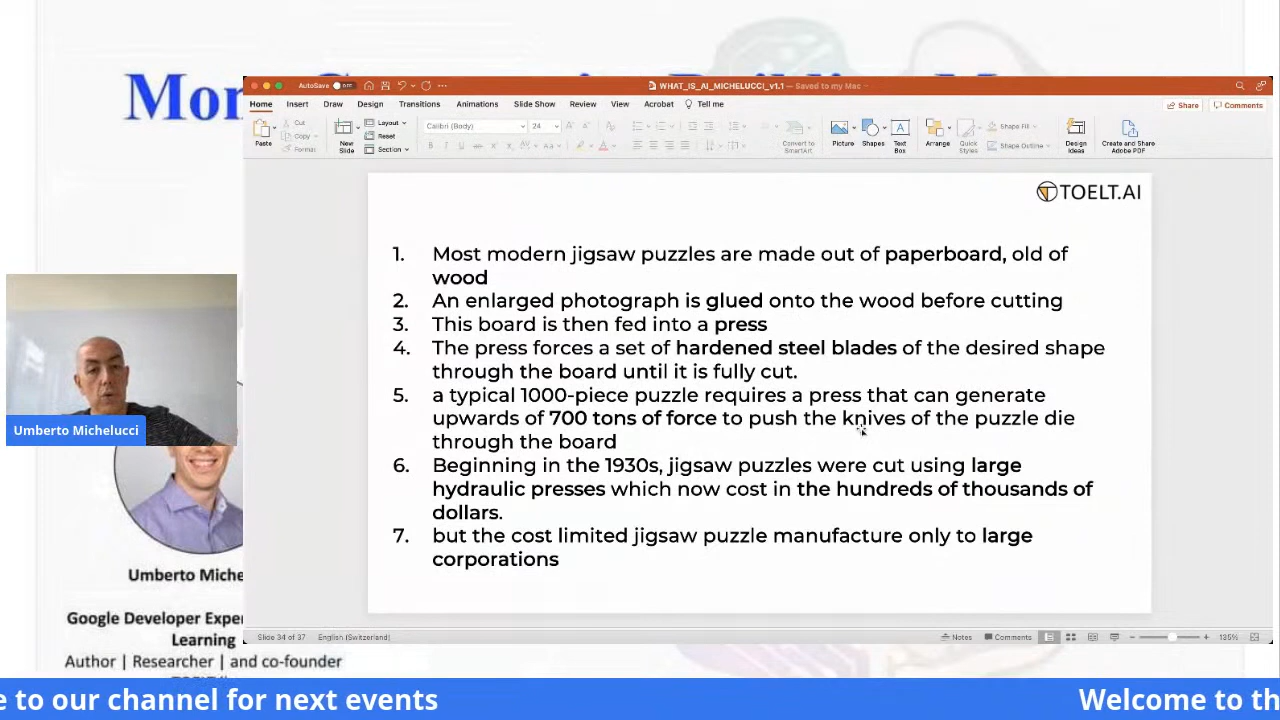 Mor
AutoSave OFF
WHAT_IS_AI_MICHELUCCI_v1.1 — Saved to my Mac
Home Insert Draw Design Transitions Animations Slide Show Review View Acrobat Tell me
Share Comments
Paste
Cut
Copy
Format
New Slide
Layout
Reset
Section
Calibri (Body) 24
Convert to SmartArt
Picture Shapes Text Box
Arrange Quick Styles
Shape Fill
Shape Outline
Design Ideas
Create and Share Adobe PDF
TOELT.AI
1. Most modern jigsaw puzzles are made out of paperboard, old of
wood
2. An enlarged photograph is glued onto the wood before cutting
3. This board is then fed into a press
4. The press forces a set of hardened steel blades of the desired shape
through the board until it is fully cut.
5. a typical 1000-piece puzzle requires a press that can generate
upwards of 700 tons of force to push the knives of the puzzle die
through the board
6. Beginning in the 1930s, jigsaw puzzles were cut using large
hydraulic presses which now cost in the hundreds of thousands of
dollars.
7. but the cost limited jigsaw puzzle manufacture only to large
corporations
Umberto Michelucci
Umberto Miche
Google Developer Exper
Learning
Author | Researcher | and co-founder
Slide 34 of 37 English (Switzerland)
Notes Comments 135%
e to our channel for next events
Welcome to th